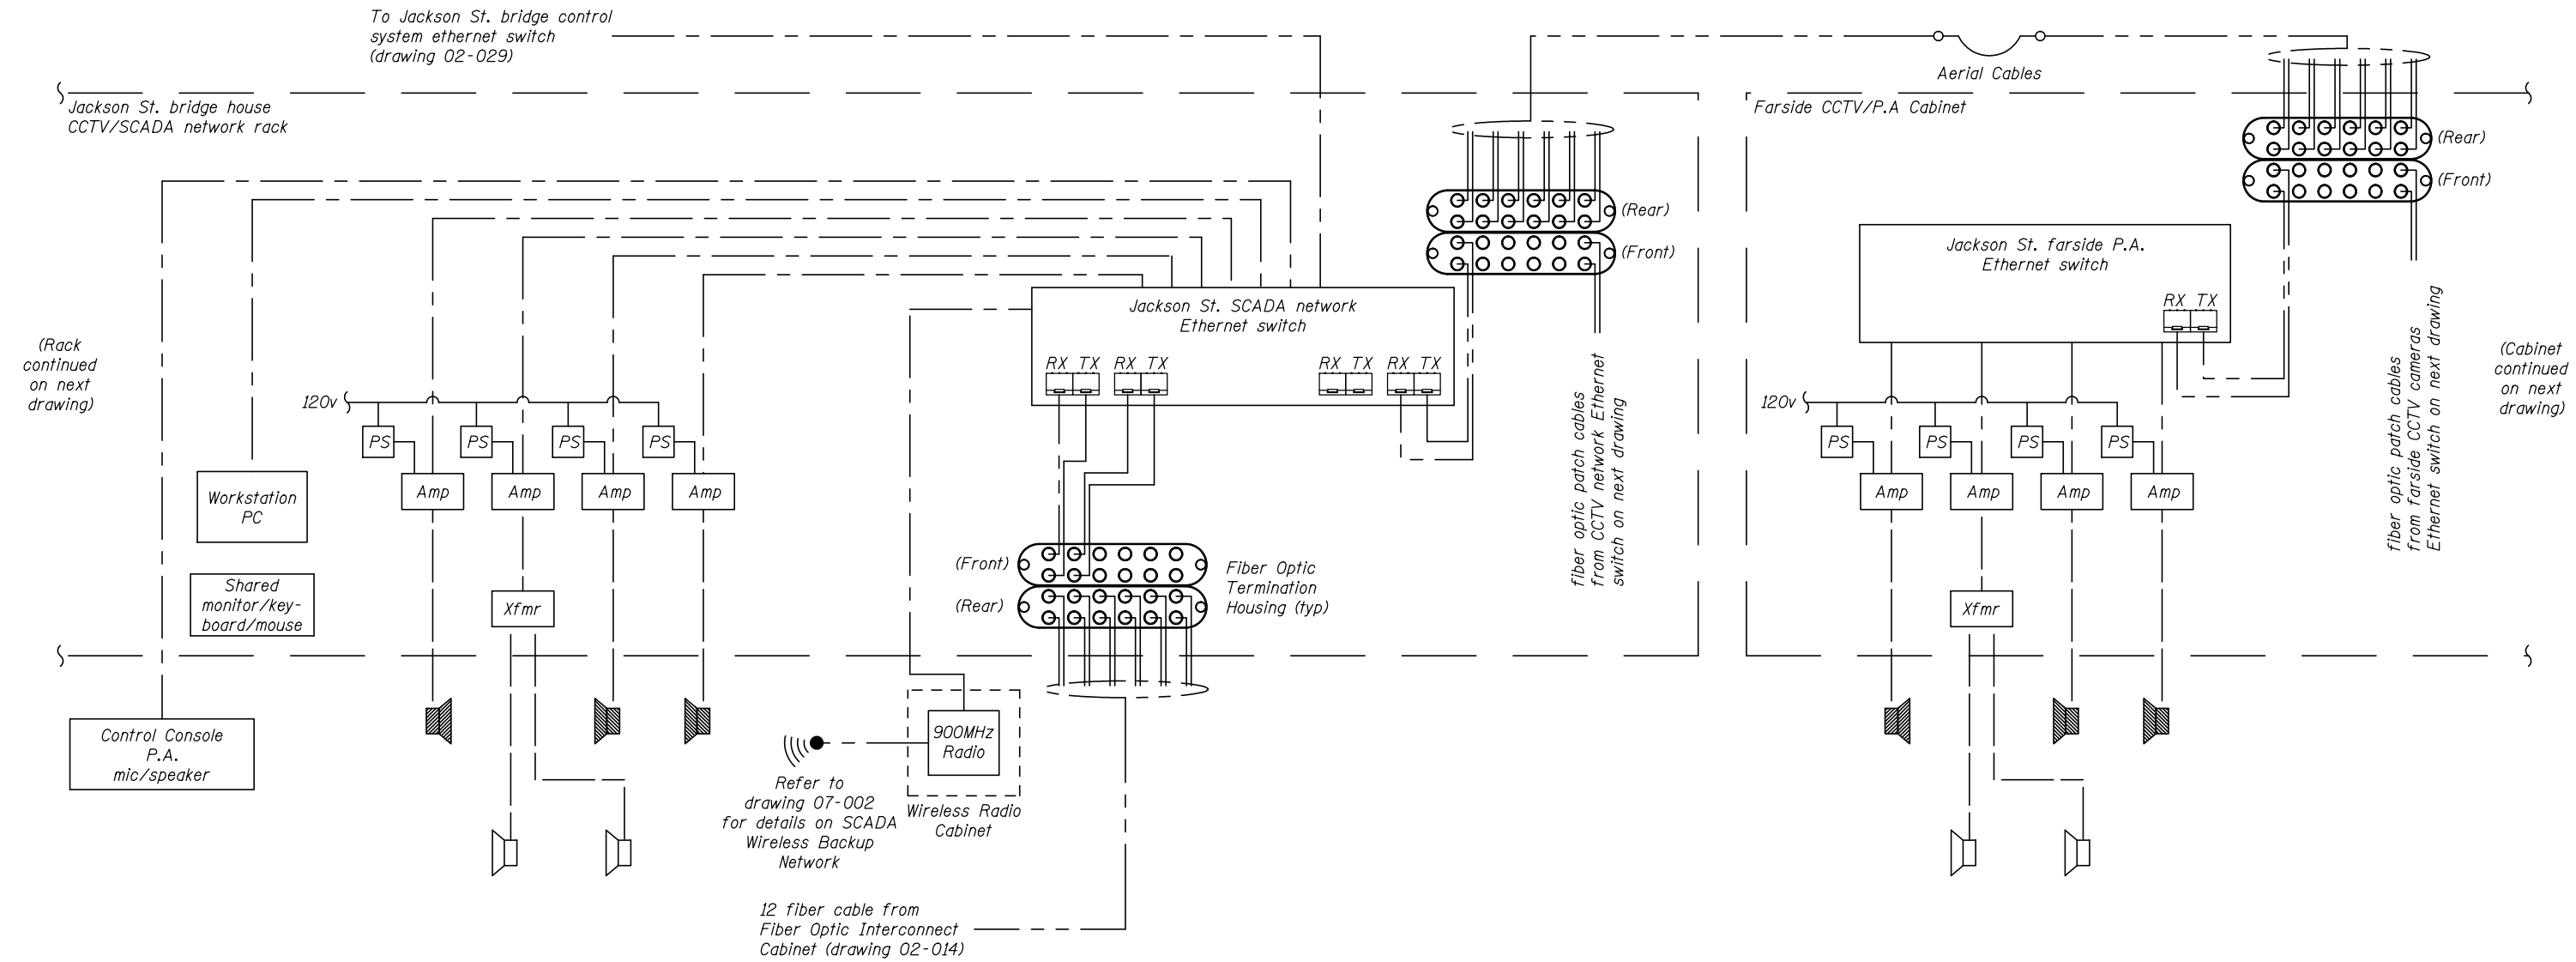 To Jackson St. bridge control
system ethernet switch
(drawing 02-029)
Aerial Cables
Jackson St. bridge house
CCTV/SCADA network rack
Farside CCTV/P.A Cabinet
(Rear)
(Front)
(Rear)
(Front)
Jackson St. SCADA network
Ethernet switch
RX TX RX TX RX TX RX TX
Jackson St. farside P.A.
Ethernet switch
RX TX
(Rack
continued
on next
drawing)
(Cabinet
continued
on next
drawing)
fiber optic patch cables
from CCTV network Ethernet
switch on next drawing
fiber optic patch cables
from farside CCTV cameras
Ethernet switch on next drawing
120v
PS PS PS PS
Amp Amp Amp Amp
120v
PS PS PS PS
Amp Amp Amp Amp
Workstation
PC
Shared
monitor/key-
board/mouse
Xfmr
(Front)
(Rear)
Fiber Optic
Termination
Housing (typ)
Xfmr
Control Console
P.A.
mic/speaker
900MHz
Radio
Wireless Radio
Cabinet
Refer to
drawing 07-002
for details on SCADA
Wireless Backup
Network
12 fiber cable from
Fiber Optic Interconnect
Cabinet (drawing 02-014)